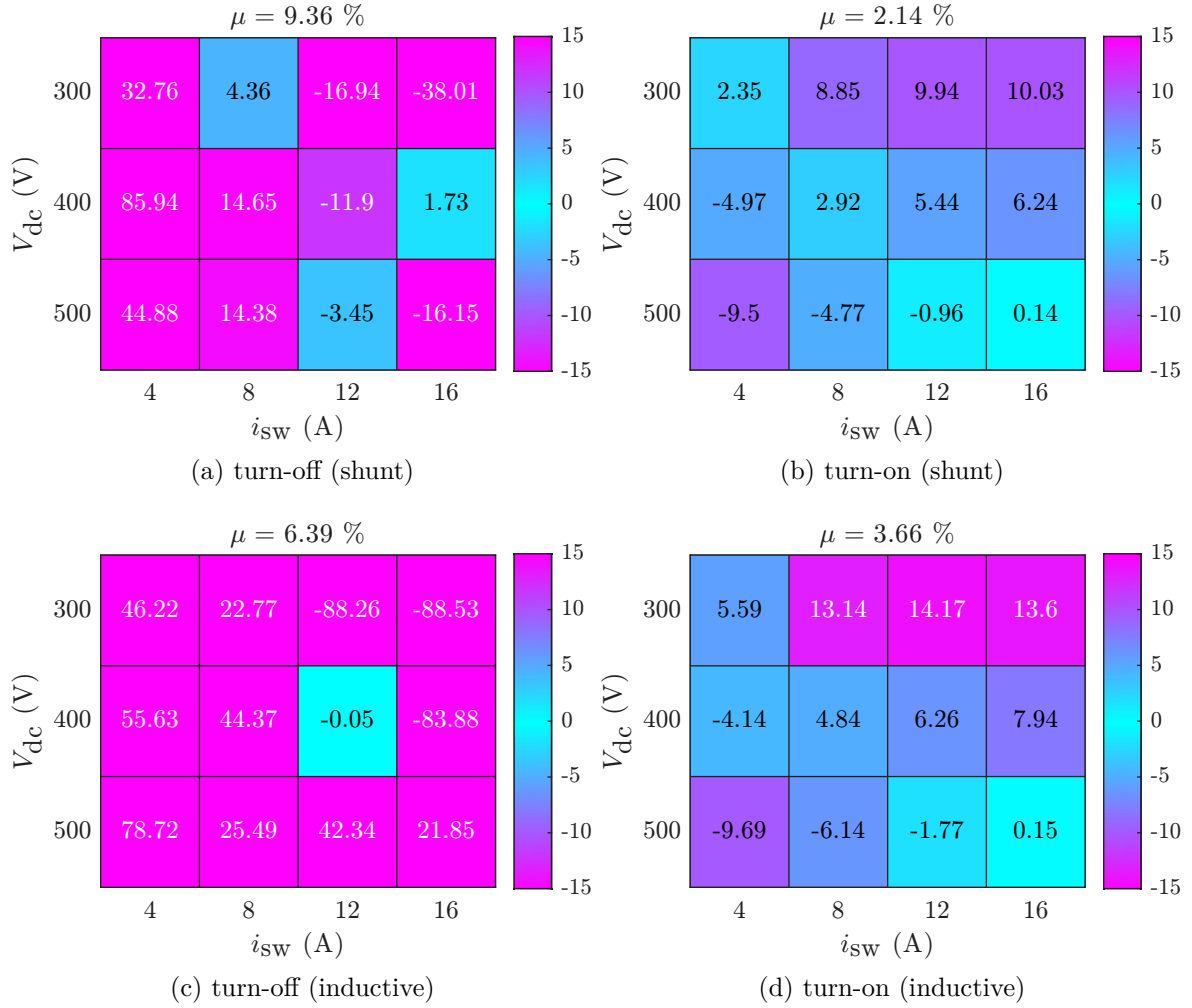 μ = 9.36 %
300 32.76 4.36 -16.94 -38.01
400 85.94 14.65 -11.9 1.73
500 44.88 14.38 -3.45 -16.15
4 8 12 16
V_dc (V)
i_sw (A)
15
10
5
0
-5
-10
-15
(a) turn-off (shunt)
μ = 2.14 %
300 2.35 8.85 9.94 10.03
400 -4.97 2.92 5.44 6.24
500 -9.5 -4.77 -0.96 0.14
4 8 12 16
V_dc (V)
i_sw (A)
15
10
5
0
-5
-10
-15
(b) turn-on (shunt)
μ = 6.39 %
300 46.22 22.77 -88.26 -88.53
400 55.63 44.37 -0.05 -83.88
500 78.72 25.49 42.34 21.85
4 8 12 16
V_dc (V)
i_sw (A)
15
10
5
0
-5
-10
-15
(c) turn-off (inductive)
μ = 3.66 %
300 5.59 13.14 14.17 13.6
400 -4.14 4.84 6.26 7.94
500 -9.69 -6.14 -1.77 0.15
4 8 12 16
V_dc (V)
i_sw (A)
15
10
5
0
-5
-10
-15
(d) turn-on (inductive)